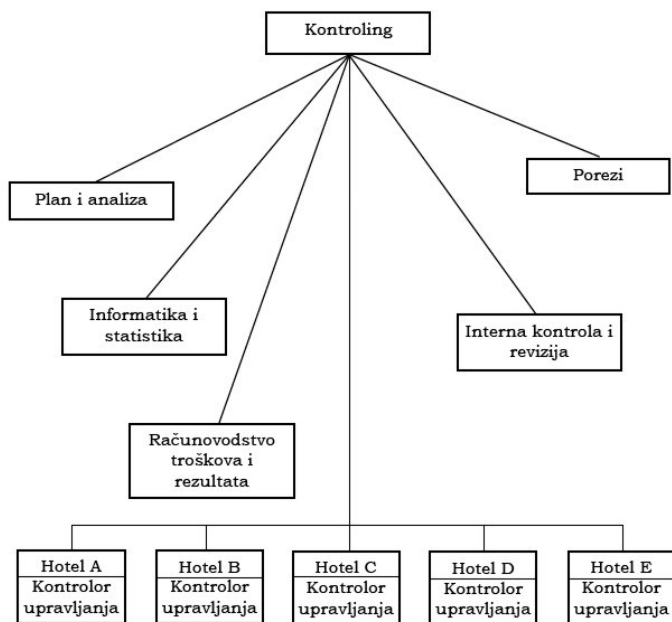 Kontroling
Porezi
Plan i analiza
Informatika i
statistika
Interna kontrola i
revizija
Računovodstvo
troškova i
rezultata
Hotel A
Kontrolor
upravljanja
Hotel B
Kontrolor
upravljanja
Hotel C
Kontrolor
upravljanja
Hotel D
Kontrolor
upravljanja
Hotel E
Kontrolor
upravljanja